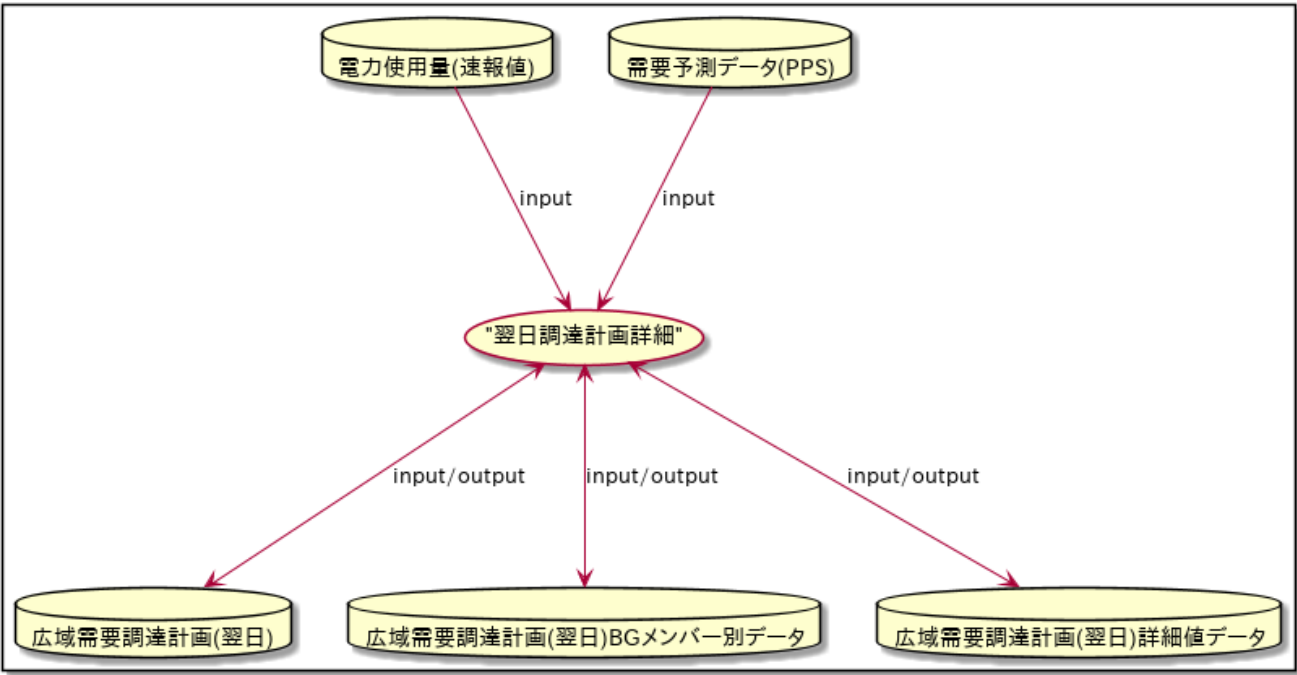 電力使用量(速報値)
需要予測データ(PPS)
input
input
"翌日調達計画詳細"
input/output
input/output
input/output
広域需要調達計画(翌日)
広域需要調達計画(翌日)BGメンバー別データ
広域需要調達計画(翌日)詳細値データ